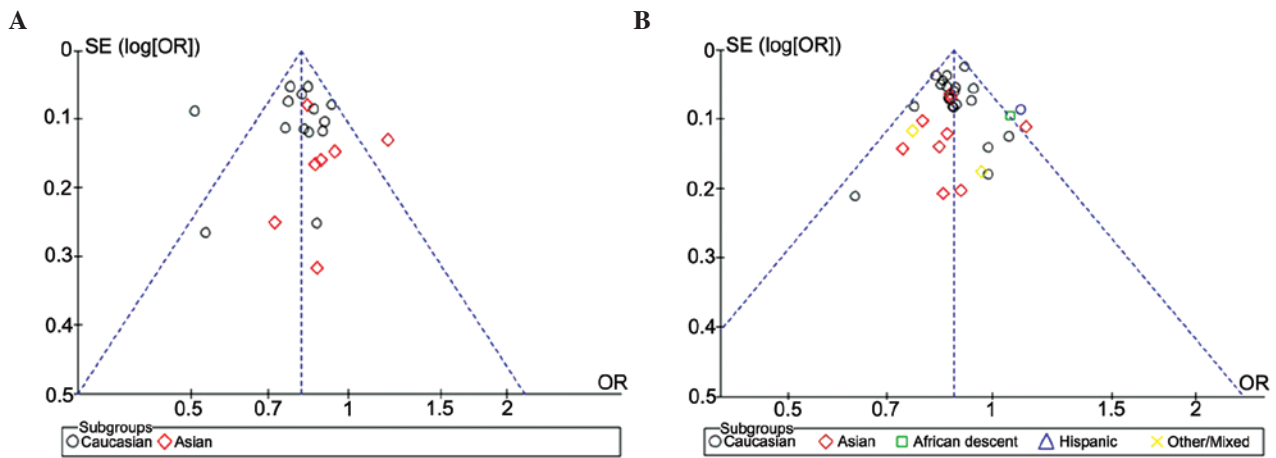 A
SE (log[OR])
0
0.1
0.2
0.3
0.4
0.5
OR
0.5 0.7 1 1.5 2
Subgroups
Caucasian Asian
B
SE (log[OR])
0
0.1
0.2
0.3
0.4
0.5
OR
0.5 0.7 1 1.5 2
Subgroups
Caucasian Asian African descent Hispanic Other/Mixed